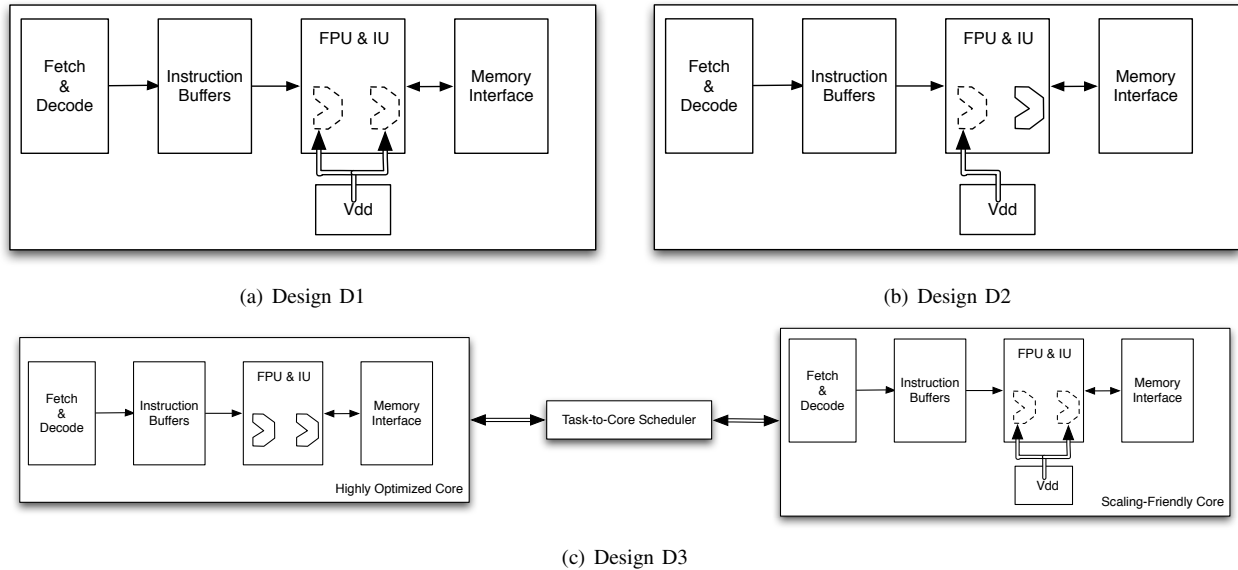 Fetch
&
Decode
Instruction
Buffers
FPU & IU
Memory
Interface
Vdd
(a) Design D1
Fetch
&
Decode
Instruction
Buffers
FPU & IU
Memory
Interface
Vdd
(b) Design D2
Fetch
&
Decode
Instruction
Buffers
FPU & IU
Memory
Interface
Highly Optimized Core
Task-to-Core Scheduler
Fetch
&
Decode
Instruction
Buffers
FPU & IU
Memory
Interface
Vdd
Scaling-Friendly Core
(c) Design D3